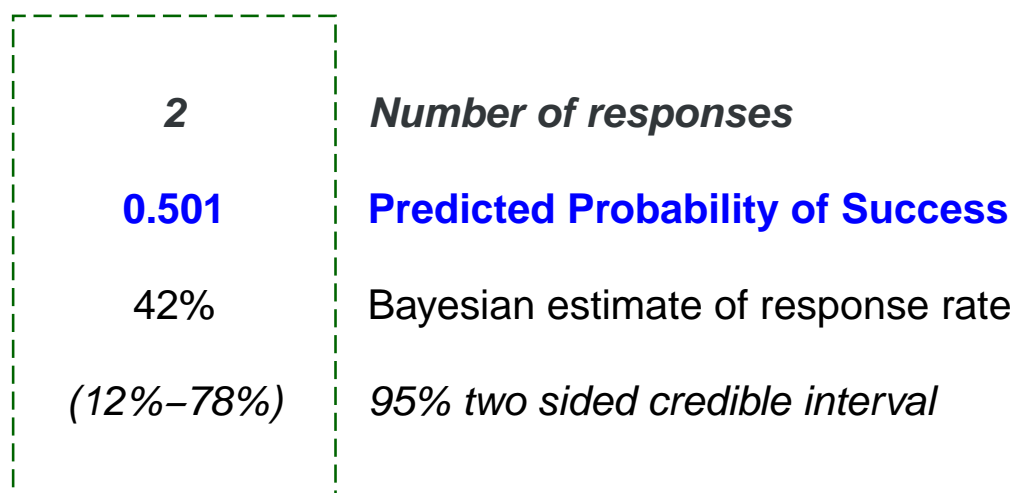 2 Number of responses
0.501 Predicted Probability of Success
42% Bayesian estimate of response rate
(12%–78%) 95% two sided credible interval